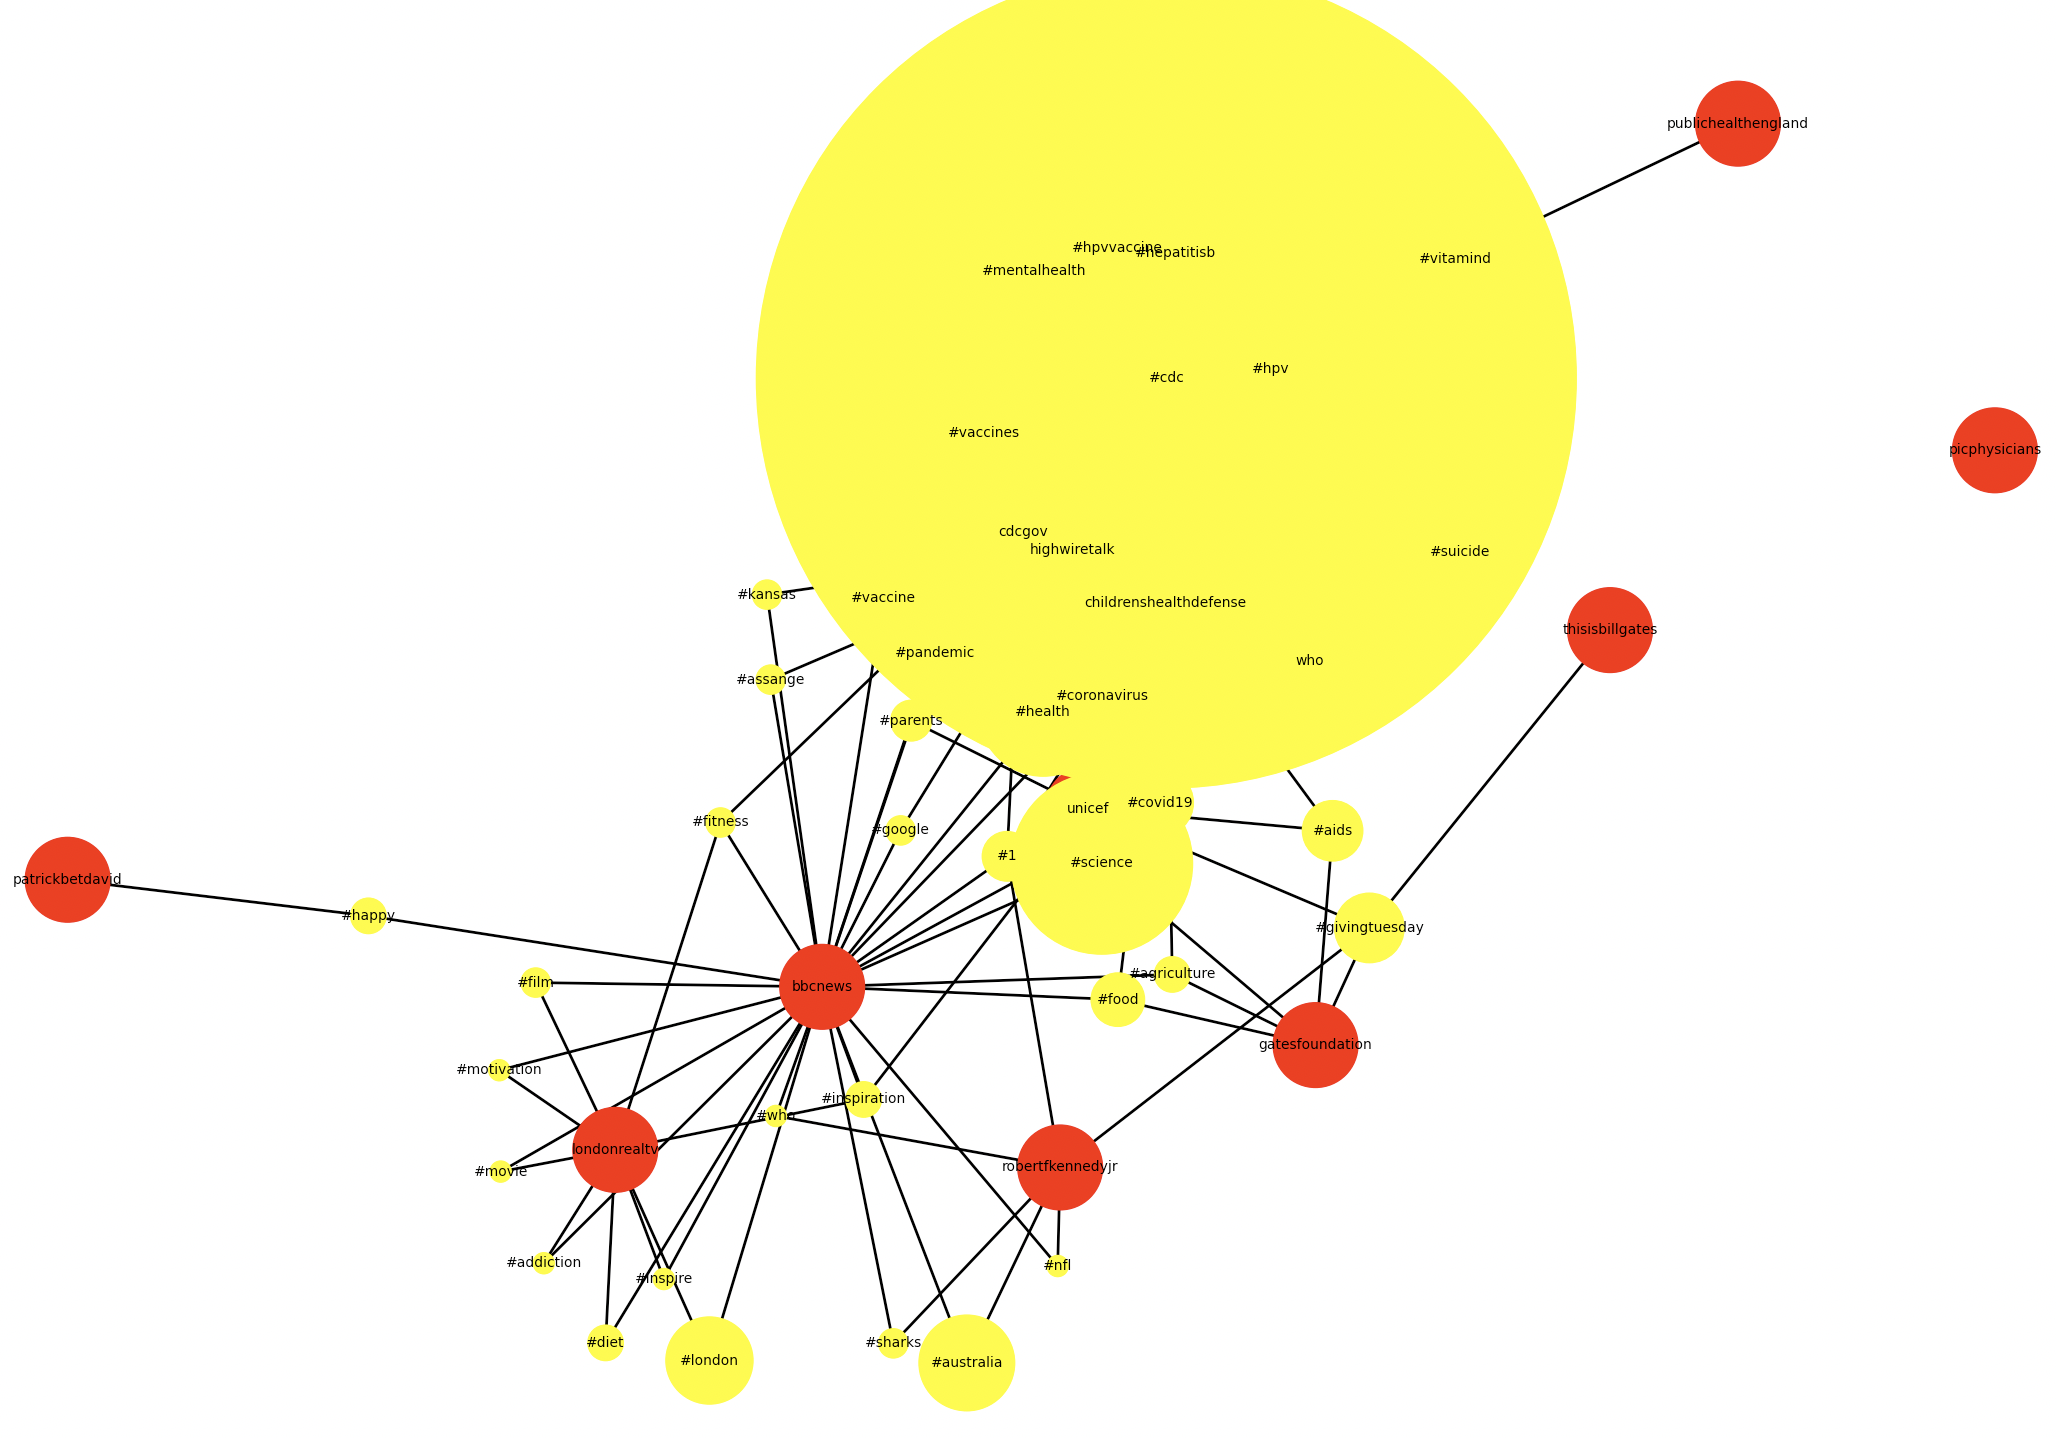 publichealthengland
#hpvvaccine
#hepatitisb
#vitamind
#mentalhealth
#cdc
#hpv
#vaccines
picphysicians
cdcgov
highwiretalk
#suicide
#kansas
#vaccine
childrenshealthdefense
thisisbillgates
#pandemic
who
#assange
#coronavirus
#health
#parents
#fitness
#google
unicef
#covid19
#aids
#1
#science
patrickbetdavid
#happy
#givingtuesday
#film
bbcnews
#agriculture
#food
gatesfoundation
#motivation
#inspiration
#who
londonrealtv
robertfkennedyjr
#movie
#addiction
#inspire
#nfl
#diet
#london
#sharks
#australia